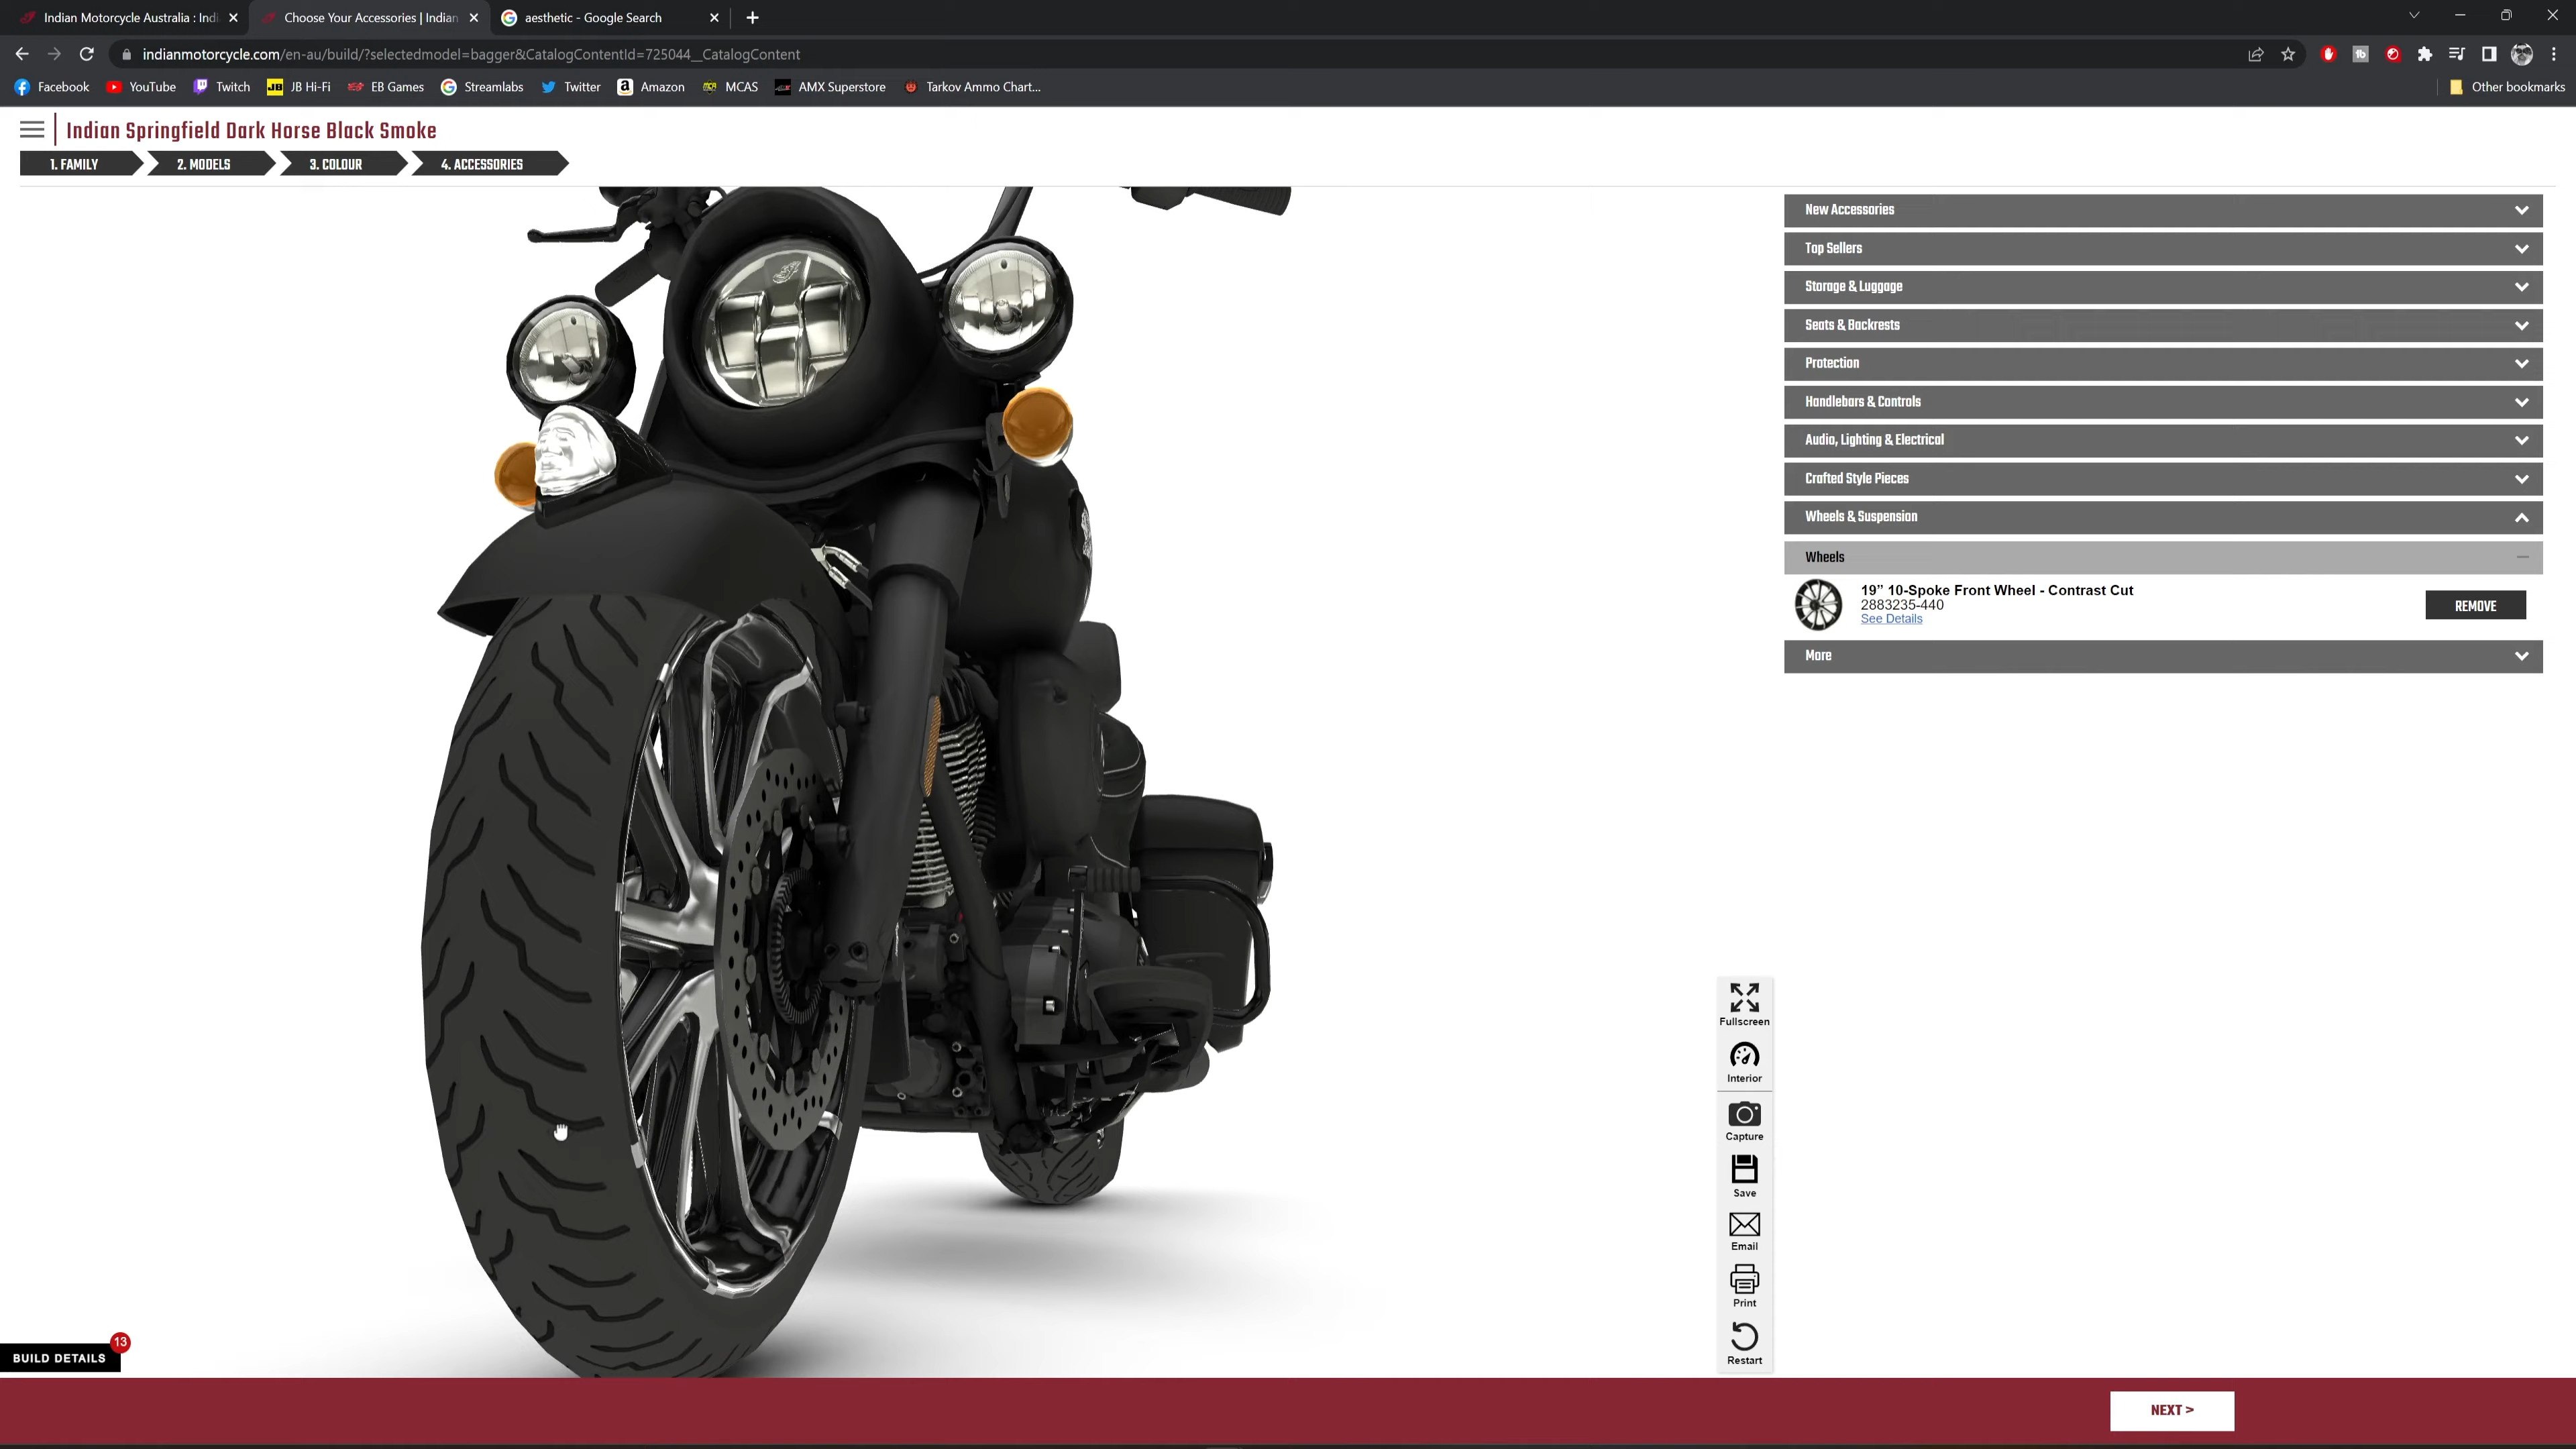 Indian Motorcycle Australia : Indi
Choose Your Accessories | Indian
aesthetic - Google Search
indianmotorcycle.com/en-au/build/?selectedmodel=bagger&CatalogContentId=725044__CatalogContent
Facebook YouTube Twitch JB Hi-Fi EB Games Streamlabs Twitter Amazon MCAS AMX Superstore Tarkov Ammo Chart... Other bookmarks
Indian Springfield Dark Horse Black Smoke
1. FAMILY 2. MODELS 3. COLOUR 4. ACCESSORIES
New Accessories
Top Sellers
Storage & Luggage
Seats & Backrests
Protection
Handlebars & Controls
Audio, Lighting & Electrical
Crafted Style Pieces
Wheels & Suspension
Wheels
19” 10-Spoke Front Wheel - Contrast Cut
2883235-440
See Details
REMOVE
More
Fullscreen
Interior
Capture
Save
Email
Print
Restart
13
BUILD DETAILS
NEXT >